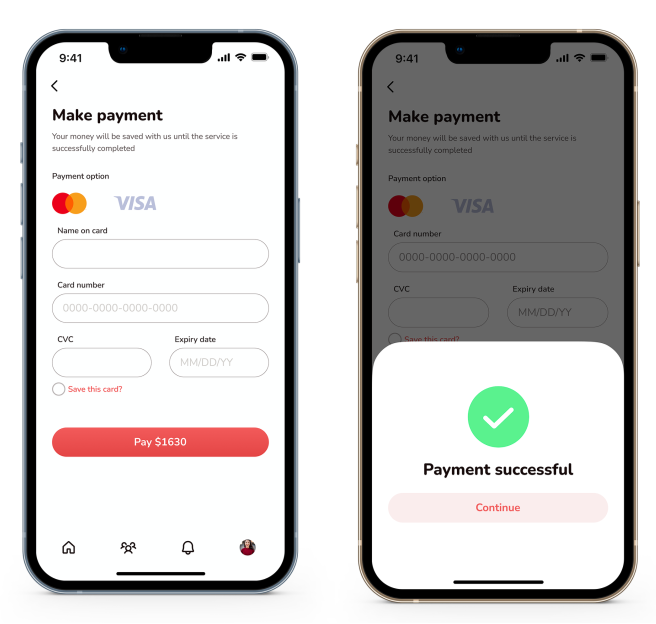 9:41
Make payment
Your money will be saved with us until the service is
successfully completed
Payment option
VISA
Name on card
Card number
0000-0000-0000-0000
CVC Expiry date
MM/DD/YY
Save this card?
Pay $1630
9:41
Make payment
Your money will be saved with us until the service is
successfully completed
Payment option
VISA
Card number
0000-0000-0000-0000
CVC Expiry date
MM/DD/YY
Save this card?
Payment successful
Continue